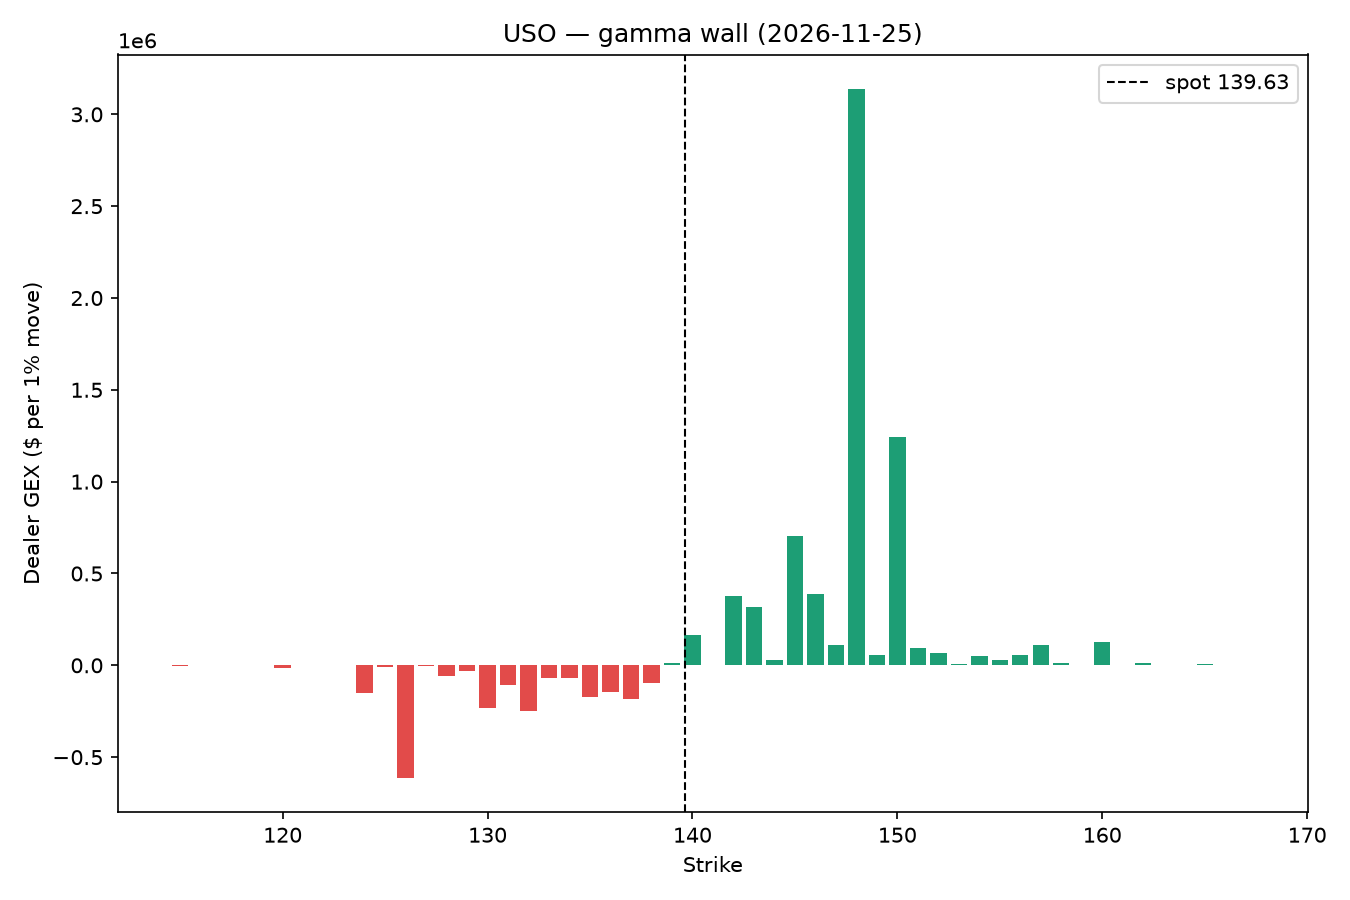 USO — gamma wall (2026-11-25)
1e6
spot 139.63
3.0
2.5
2.0
1.5
1.0
0.5
0.0
−0.5
Dealer GEX ($ per 1% move)
120 130 140 150 160 170
Strike